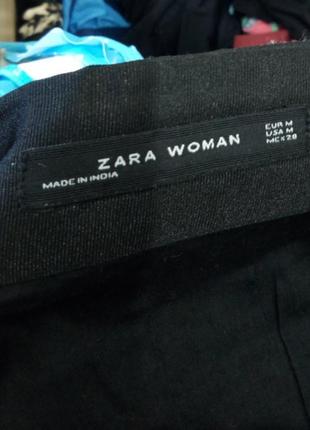 ZARA WOMAN
MADE IN INDIA
EUR M
USA M
MEX 28